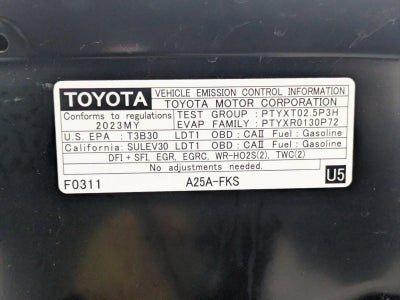 TOYOTA VEHICLE EMISSION CONTROL INFORMATION
TOYOTA MOTOR CORPORATION
Conforms to regulations TEST GROUP : PTYXT02.5P3H
2023MY EVAP FAMILY : PTYXR0130P72
U.S. EPA : T3B30 LDT1 OBD : CAII Fuel : Gasoline
California: SULEV30 LDT1 OBD : CAII Fuel : Gasoline
DFI + SFI, EGR, EGRC, WR-HO2S(2), TWC(2)
No adjustments needed.
F0311 A25A-FKS U5